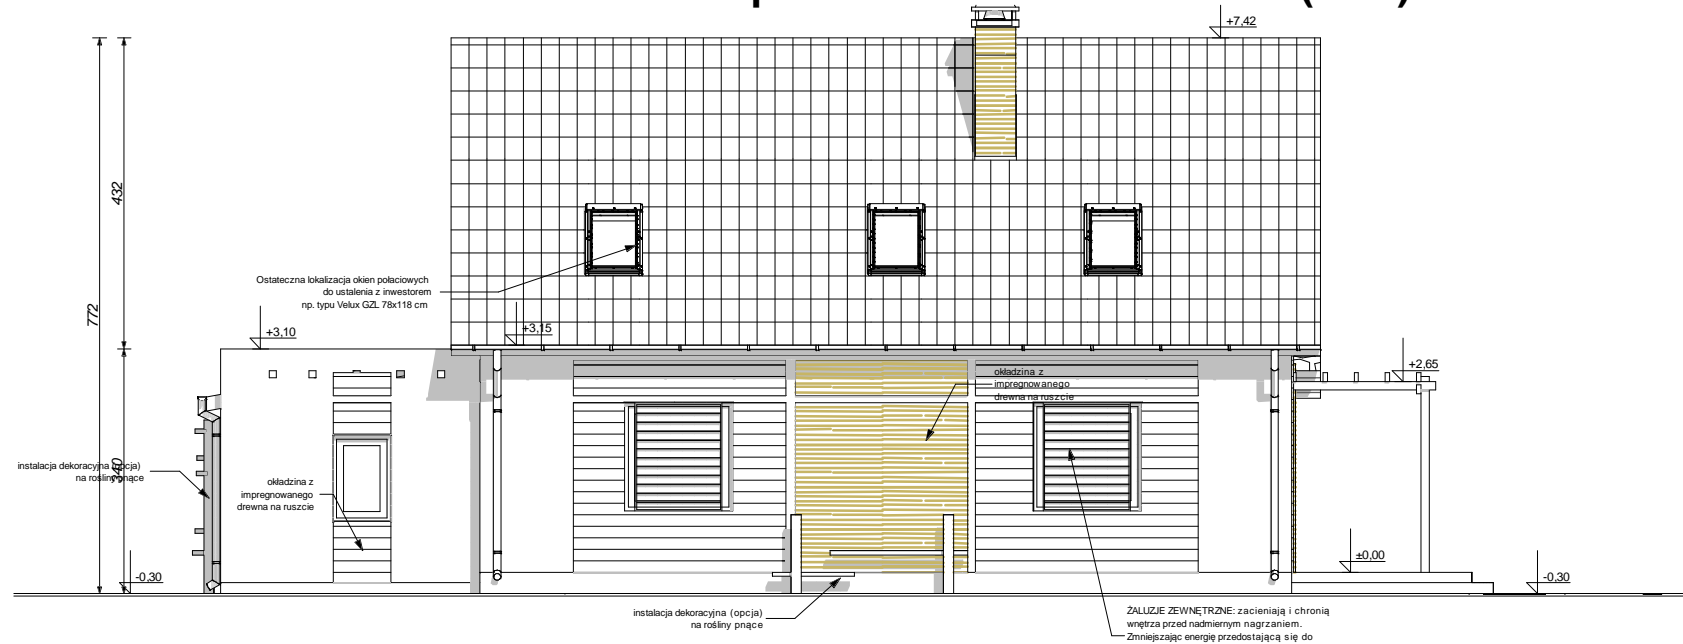 +7,42
432
772
Ostateczna lokalizacja okien połaciowych
do ustalenia z inwestorem
np. typu Velux GZL 78x118 cm
+3,10
+3,15
+2,65
okładzina z
impregnowanego
drewna na ruszcie
340
instalacja dekoracyjna (opcja)
na rośliny pnące
okładzina z
impregnowanego
drewna na ruszcie
±0,00
-0,30
-0,30
instalacja dekoracyjna (opcja)
na rośliny pnące
ŻALUZJE ZEWNĘTRZNE: zacieniają i chronią
wnętrza przed nadmiernym nagrzaniem.
Zmniejszając energię przedostającą się do